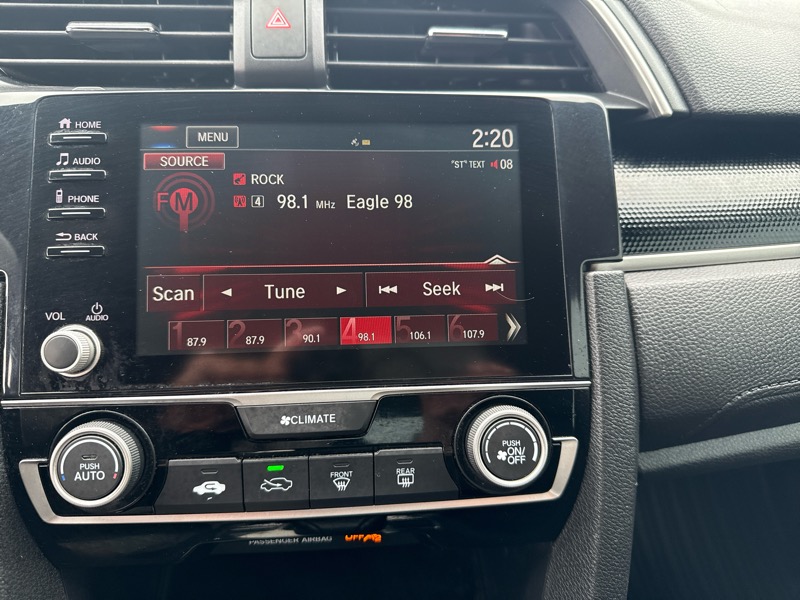 HOME
AUDIO
PHONE
BACK
VOL
AUDIO
MENU
2:20
SOURCE
"ST" TEXT 08
FM
ROCK
4 98.1 MHz Eagle 98
Scan Tune Seek
1 87.9 2 87.9 3 90.1 4 98.1 5 106.1 6 107.9
CLIMATE
PUSH
AUTO
FRONT
REAR
PUSH
ON/
OFF
PASSENGER AIRBAG OFF